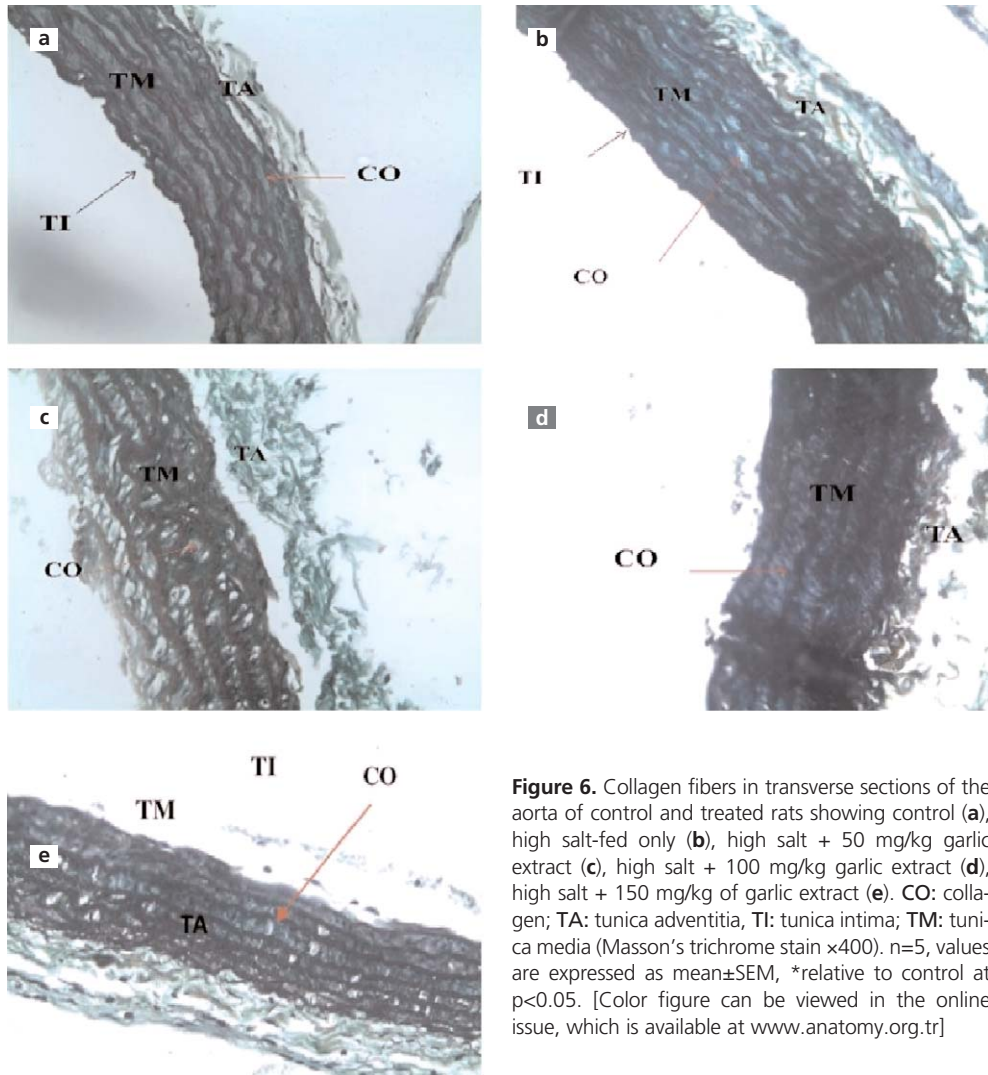 a
TM
TA
CO
TI
b
TM
TA
TI
CO
c
TM
TA
CO
d
TM
TA
CO
TI
CO
TM
e
TA
Figure 6. Collagen fibers in transverse sections of the
aorta of control and treated rats showing control (a),
high salt-fed only (b), high salt + 50 mg/kg garlic
extract (c), high salt + 100 mg/kg garlic extract (d),
high salt + 150 mg/kg of garlic extract (e). CO: colla-
gen; TA: tunica adventitia, TI: tunica intima; TM: tuni-
ca media (Masson’s trichrome stain ×400). n=5, values
are expressed as mean±SEM, *relative to control at
p<0.05. [Color figure can be viewed in the online
issue, which is available at www.anatomy.org.tr]